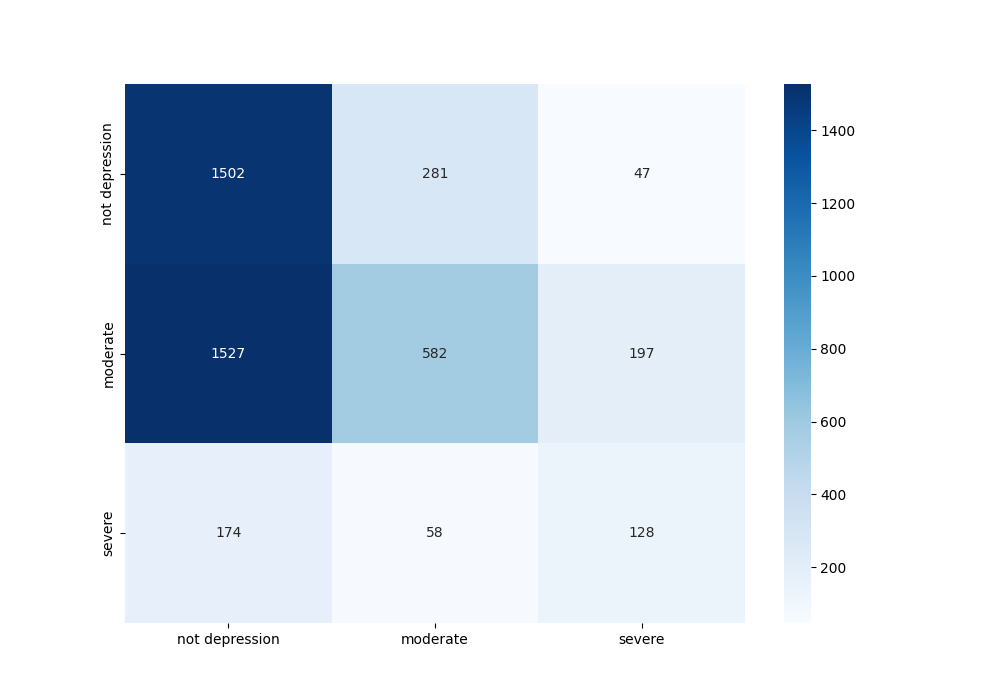 not depression
1502 281 47
moderate
1527 582 197
severe
174 58 128
not depression moderate severe
1400
1200
1000
800
600
400
200